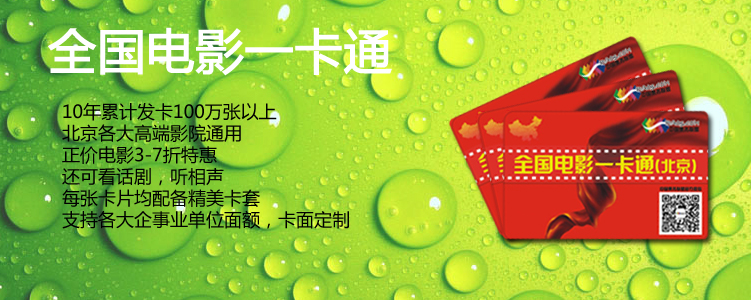 全国电影一卡通
10年累计发卡100万张以上
北京各大高端影院通用
正价电影3-7折特惠
还可看话剧，听相声
每张卡片均配备精美卡套
支持各大企事业单位面额，卡面定制
全国电影一卡通(北京)